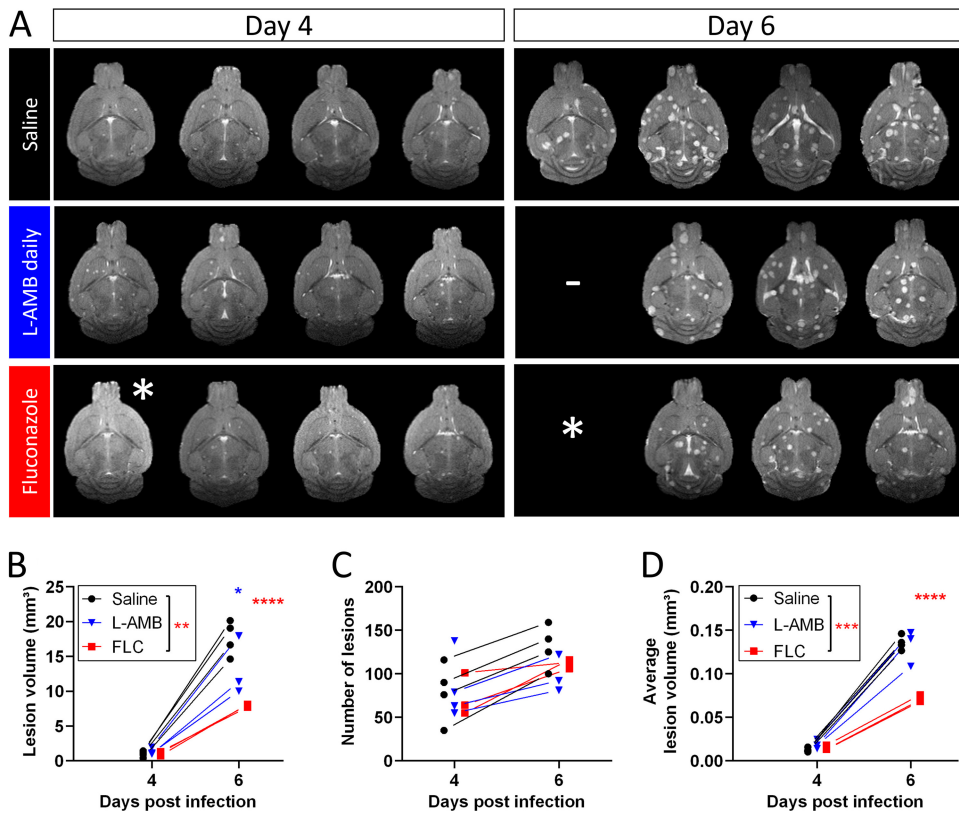 A
Day 4
Day 6
Saline
L-AMB daily
Fluconazole
-
*
*
B
Lesion volume (mm³)
25
20
15
10
5
0
Saline
L-AMB
FLC
**
*
****
4
6
Days post infection
C
Number of lesions
200
150
100
50
0
4
6
Days post infection
D
Average
lesion volume (mm³)
0.20
0.15
0.10
0.05
0.00
Saline
L-AMB
FLC
***
****
4
6
Days post infection